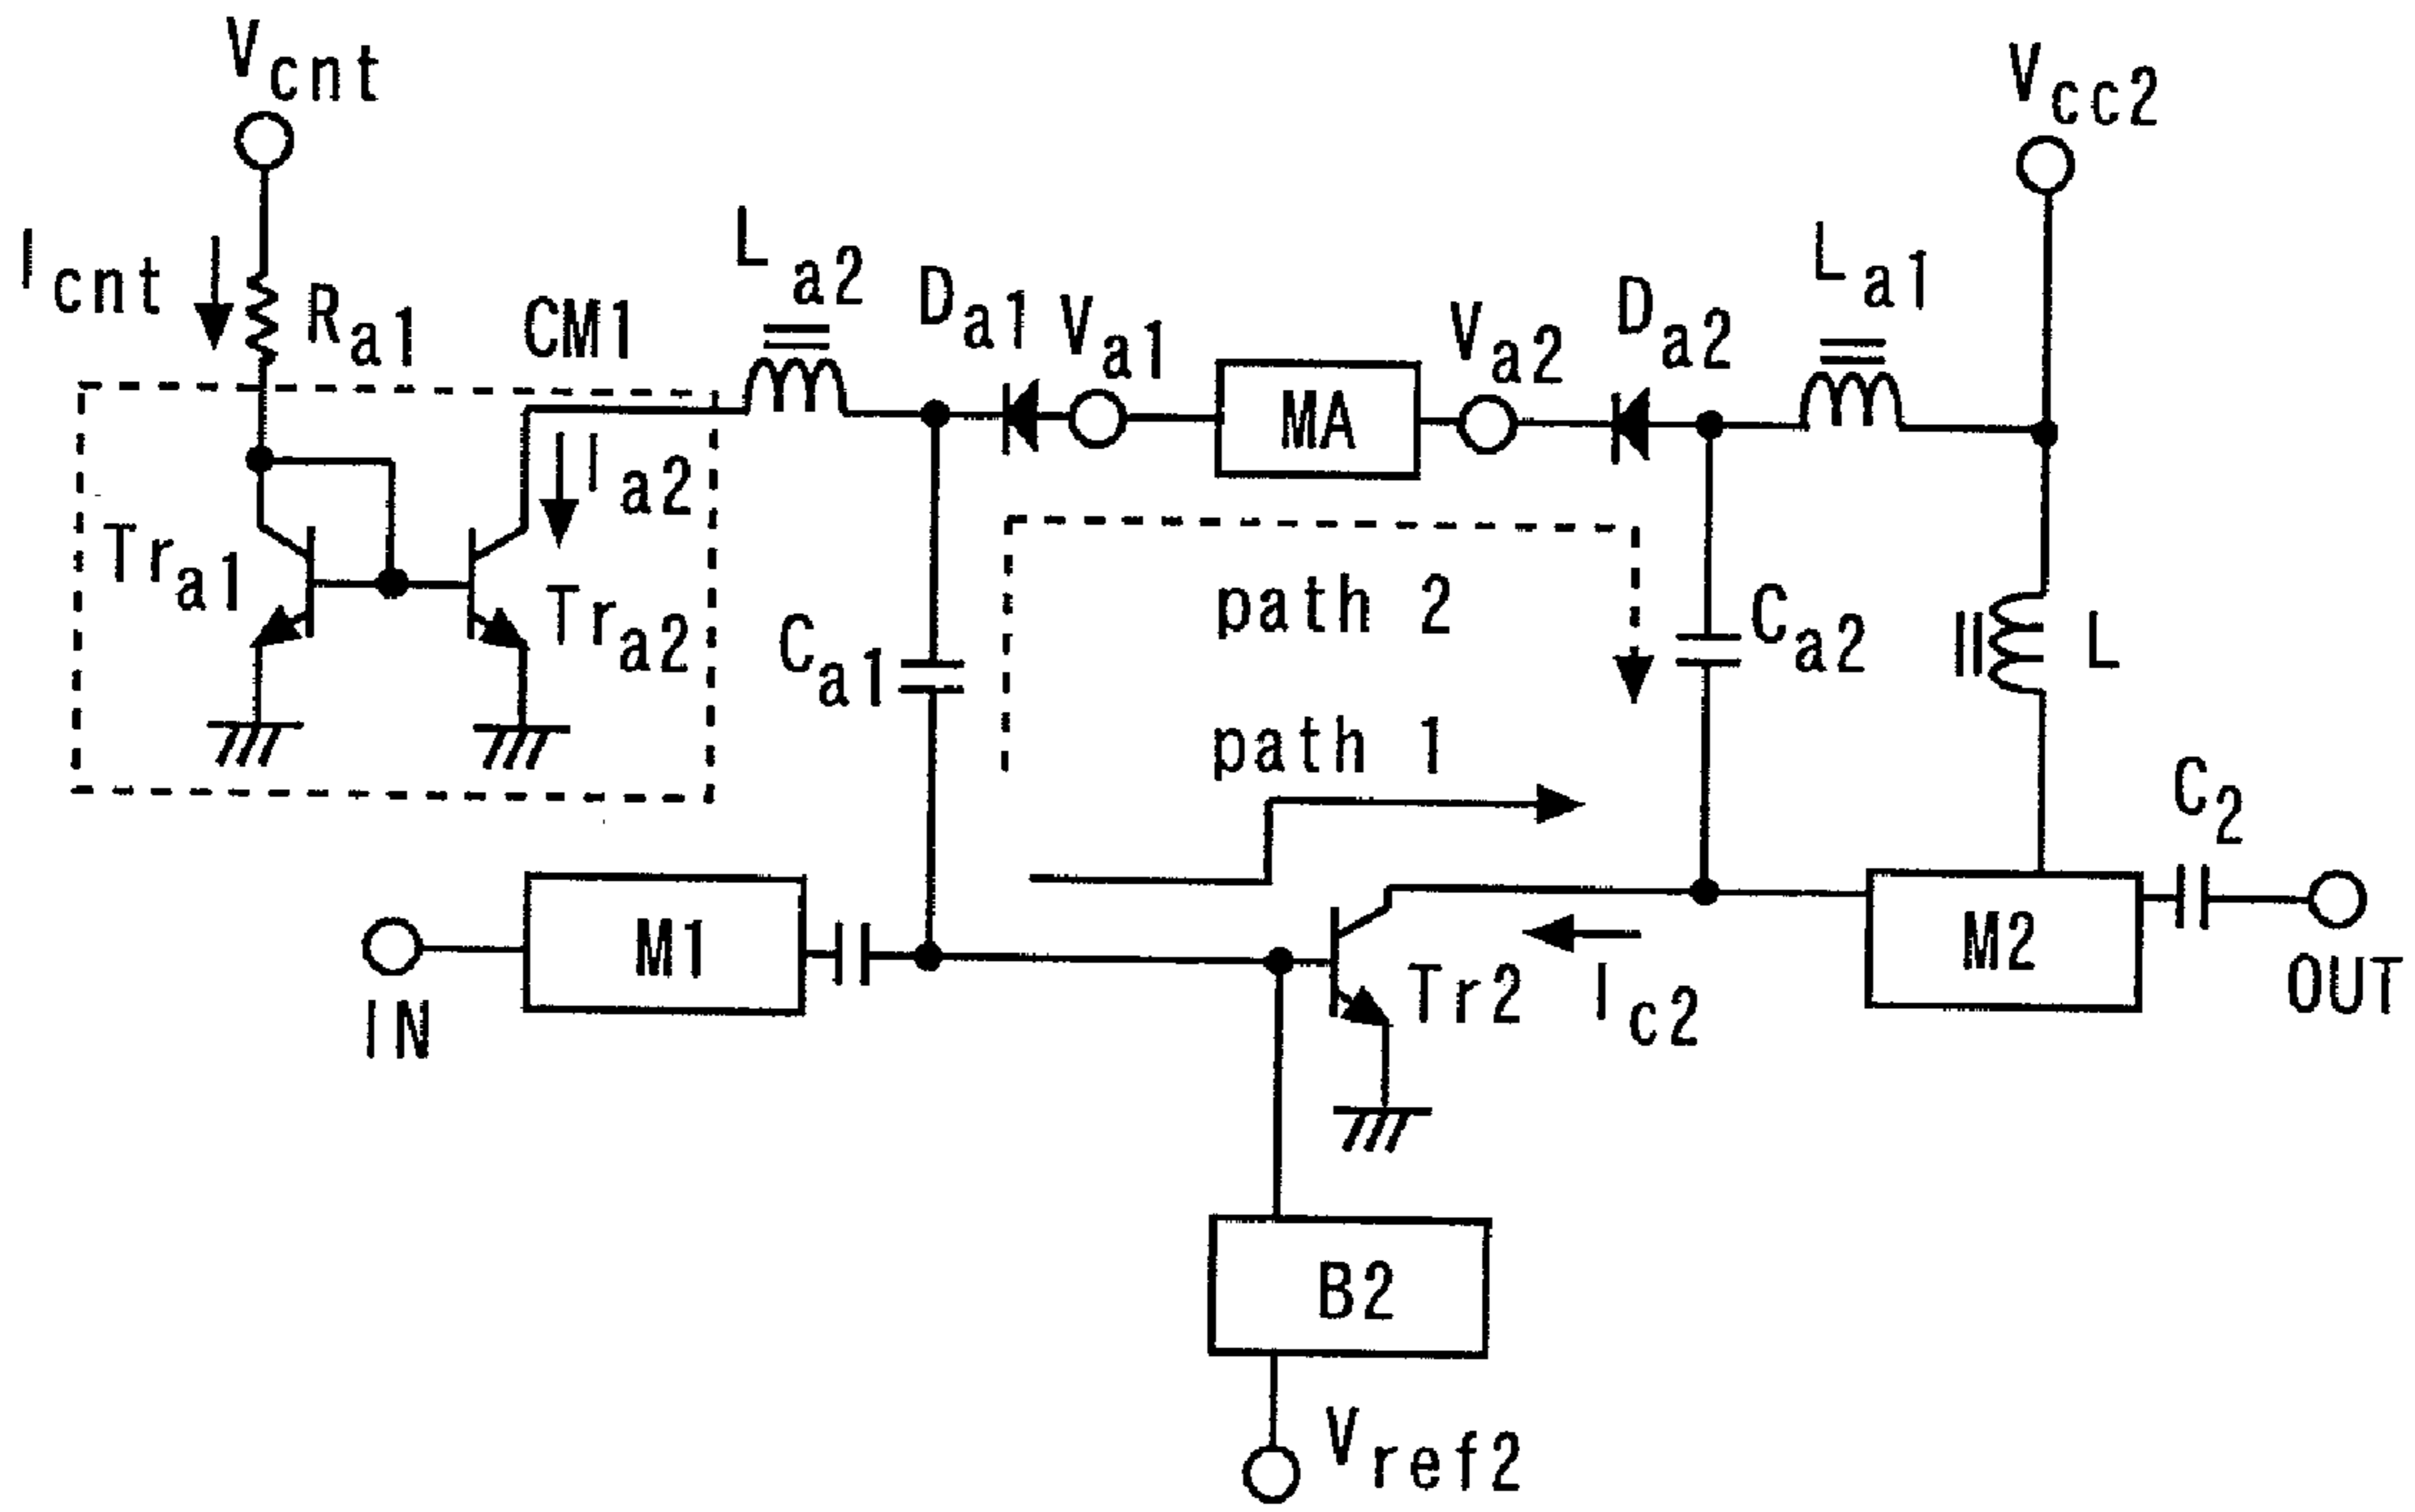 Vcnt
Vcc2
Icnt
Ra1
CM1
La2
Da1
Va1
MA
Va2
Da2
La1
Ia2
Tra1
Tra2
Ca1
path 2
Ca2
L
path 1
C2
IN
M1
Tr2
Ic2
M2
OUT
B2
Vref2